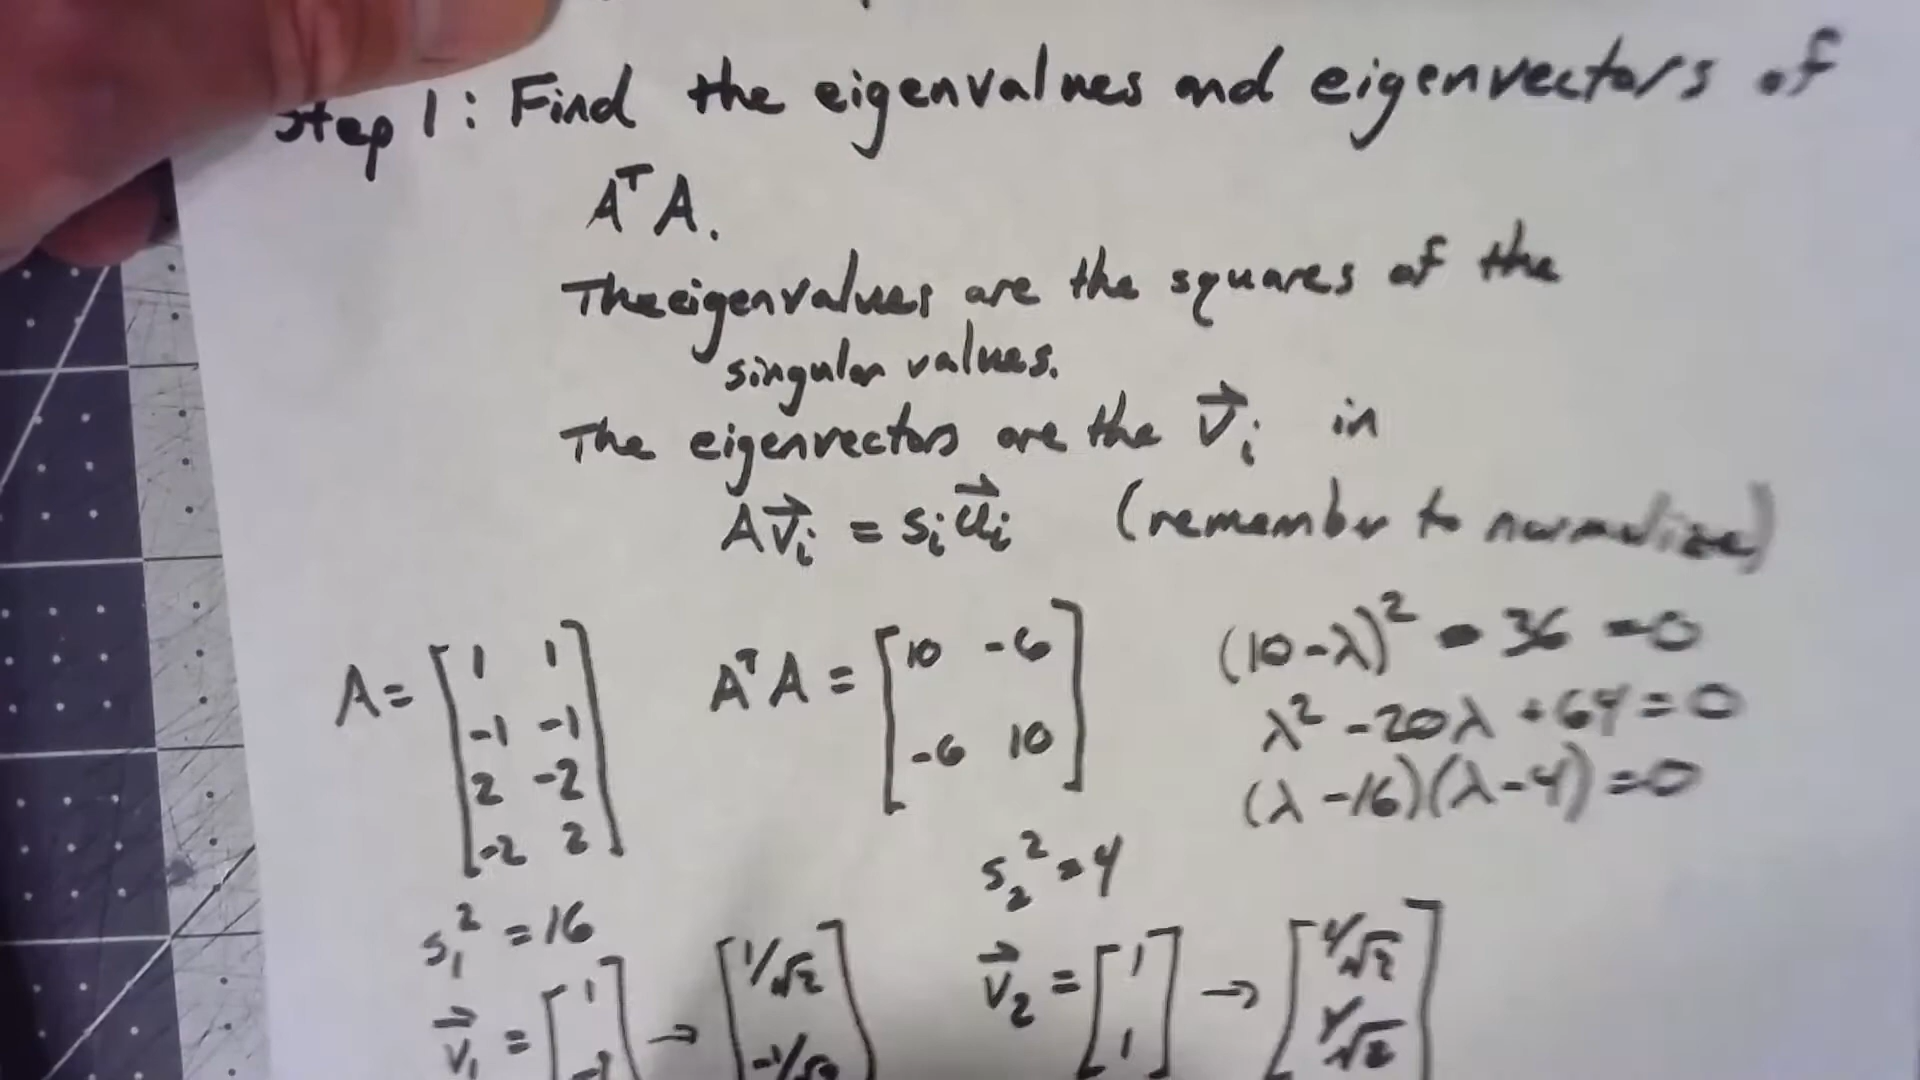 Step 1: Find the eigenvalues and eigenvectors of
AᵀA.
The eigenvalues are the squares of the
singular values.
The eigenvectors are the v⃗ᵢ in
Av⃗ᵢ = sᵢu⃗ᵢ (remember to normalize)
A = [1 1; -1 -1; 2 -2; -2 2]
AᵀA = [10 -6; -6 10]
(10-λ)² - 36 = 0
λ² - 20λ + 64 = 0
(λ-16)(λ-4) = 0
s₁² = 16
v⃗₁ = [1; -1] → [1/√2; -1/√2]
s₂² = 4
v⃗₂ = [1; 1] → [1/√2; 1/√2]